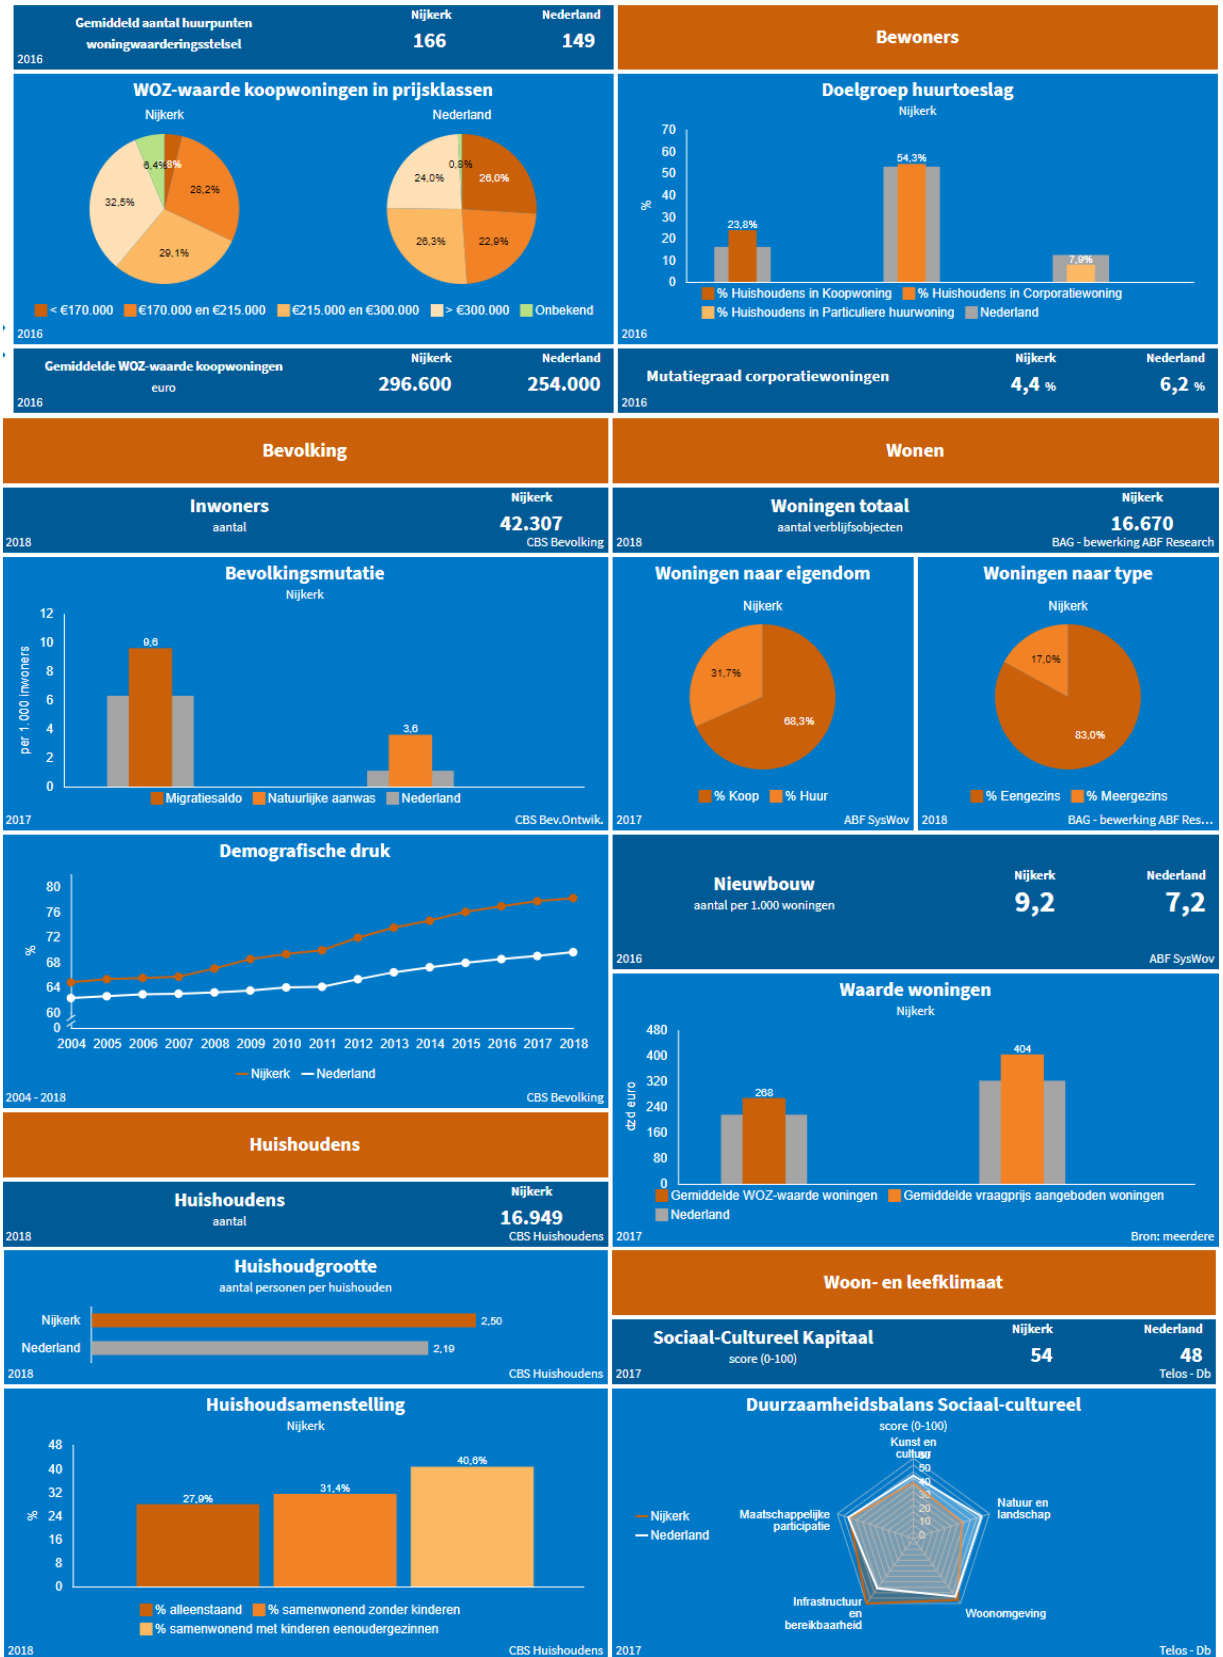 Gemiddeld aantal huurpunten
woningwaarderingsstelsel
2016
Nijkerk
166
Nederland
149
Bewoners
WOZ-waarde koopwoningen in prijsklassen
Nijkerk
Nederland
6,4%
8%
28,2%
29,1%
32,5%
0,8%
26,0%
22,9%
26,3%
24,0%
< €170.000 €170.000 en €215.000 €215.000 en €300.000 > €300.000 Onbekend
2016
Doelgroep huurtoeslag
Nijkerk
70
60
50
40
30
20
10
0
%
23,8%
54,3%
7,9%
% Huishoudens in Koopwoning % Huishoudens in Corporatiewoning
% Huishoudens in Particuliere huurwoning Nederland
2016
Gemiddelde WOZ-waarde koopwoningen
euro
2016
Nijkerk
296.600
Nederland
254.000
Mutatiegraad corporatiewoningen
2016
Nijkerk
4,4 %
Nederland
6,2 %
Bevolking
Wonen
Inwoners
aantal
2018
Nijkerk
42.307
CBS Bevolking
Woningen totaal
aantal verblijfsobjecten
2018
Nijkerk
16.670
BAG - bewerking ABF Research
Bevolkingsmutatie
Nijkerk
12
10
8
6
4
2
0
per 1.000 inwoners
9,6
3,6
Migratiesaldo Natuurlijke aanwas Nederland
2017
CBS Bev.Ontwik.
Woningen naar eigendom
Nijkerk
31,7%
68,3%
% Koop % Huur
2017
ABF SysWov
Woningen naar type
Nijkerk
17,0%
83,0%
% Eengezins % Meergezins
2018
BAG - bewerking ABF Res...
Demografische druk
80
76
72
68
64
60
0
%
2004 2005 2006 2007 2008 2009 2010 2011 2012 2013 2014 2015 2016 2017 2018
Nijkerk Nederland
2004 - 2018
CBS Bevolking
Nieuwbouw
aantal per 1.000 woningen
2016
Nijkerk
9,2
Nederland
7,2
ABF SysWov
Waarde woningen
Nijkerk
480
400
320
240
160
80
0
dzd euro
268
404
Gemiddelde WOZ-waarde woningen Gemiddelde vraagprijs aangeboden woningen
Nederland
2017
Bron: meerdere
Huishoudens
Huishoudens
aantal
2018
Nijkerk
16.949
CBS Huishoudens
Huishoudgrootte
aantal personen per huishouden
Nijkerk
2,50
Nederland
2,19
2018
CBS Huishoudens
Woon- en leefklimaat
Sociaal-Cultureel Kapitaal
score (0-100)
2017
Nijkerk
54
Nederland
48
Telos - Db
Huishoudsamenstelling
Nijkerk
48
40
32
24
16
8
0
%
27,9%
31,4%
40,6%
% alleenstaand % samenwonend zonder kinderen
% samenwonend met kinderen eenoudergezinnen
2018
CBS Huishoudens
Duurzaamheidsbalans Sociaal-cultureel
score (0-100)
Kunst en
cultuur
60
50
40
30
20
10
0
Natuur en
landschap
Woonomgeving
Infrastructuur
en
bereikbaarheid
Maatschappelijke
participatie
Nijkerk
Nederland
2017
Telos - Db